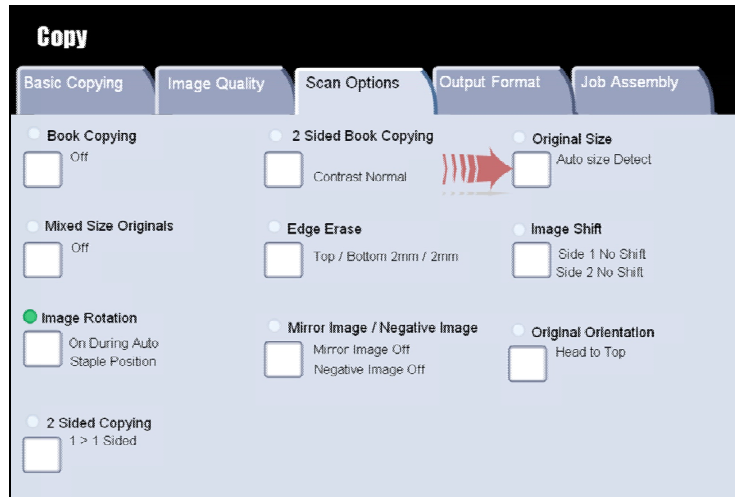 Copy
Basic Copying
Image Quality
Scan Options
Output Format
Job Assembly
Book Copying
Off
2 Sided Book Copying
Contrast Normal
Original Size
Auto size Detect
Mixed Size Originals
Off
Edge Erase
Top / Bottom 2mm / 2mm
Image Shift
Side 1 No Shift
Side 2 No Shift
Image Rotation
On During Auto
Staple Position
Mirror Image / Negative Image
Mirror Image Off
Negative Image Off
Original Orientation
Head to Top
2 Sided Copying
1 > 1 Sided